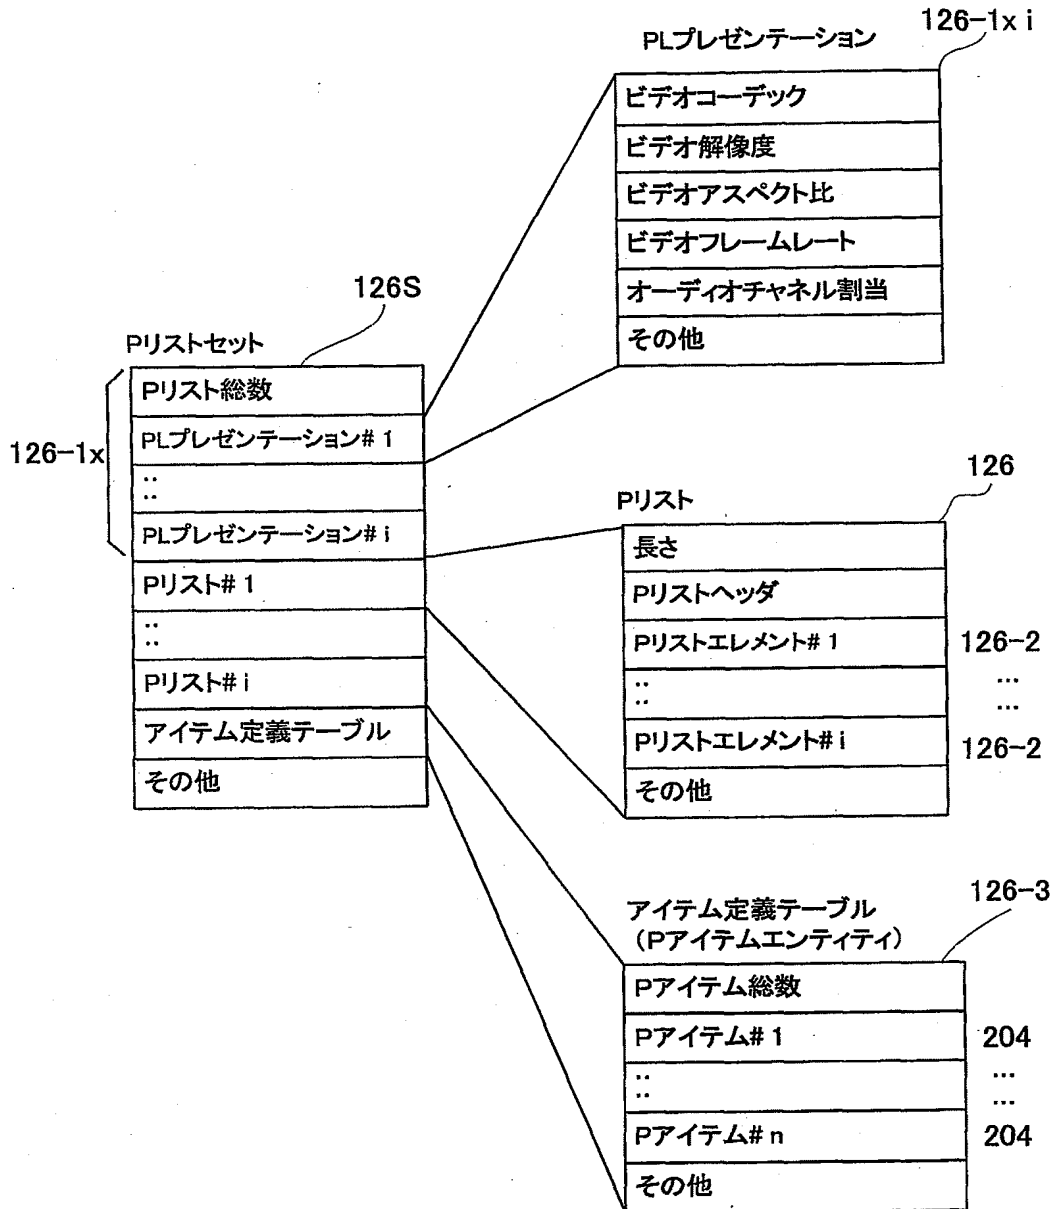 126-1x i
PLプレゼンテーション
ビデオコーデック
ビデオ解像度
ビデオアスペクト比
ビデオフレームレート
オーディオチャネル割当
その他
126S
Pリストセット
Pリスト総数
PLプレゼンテーション#1
::
PLプレゼンテーション#i
Pリスト#1
::
Pリスト#i
アイテム定義テーブル
その他
126-1x
126
Pリスト
長さ
Pリストヘッダ
Pリストエレメント#1 126-2
:: ...
...
Pリストエレメント#i 126-2
その他
126-3
アイテム定義テーブル
(Pアイテムエンティティ)
Pアイテム総数
Pアイテム#1 204
:: ...
...
Pアイテム#n 204
その他